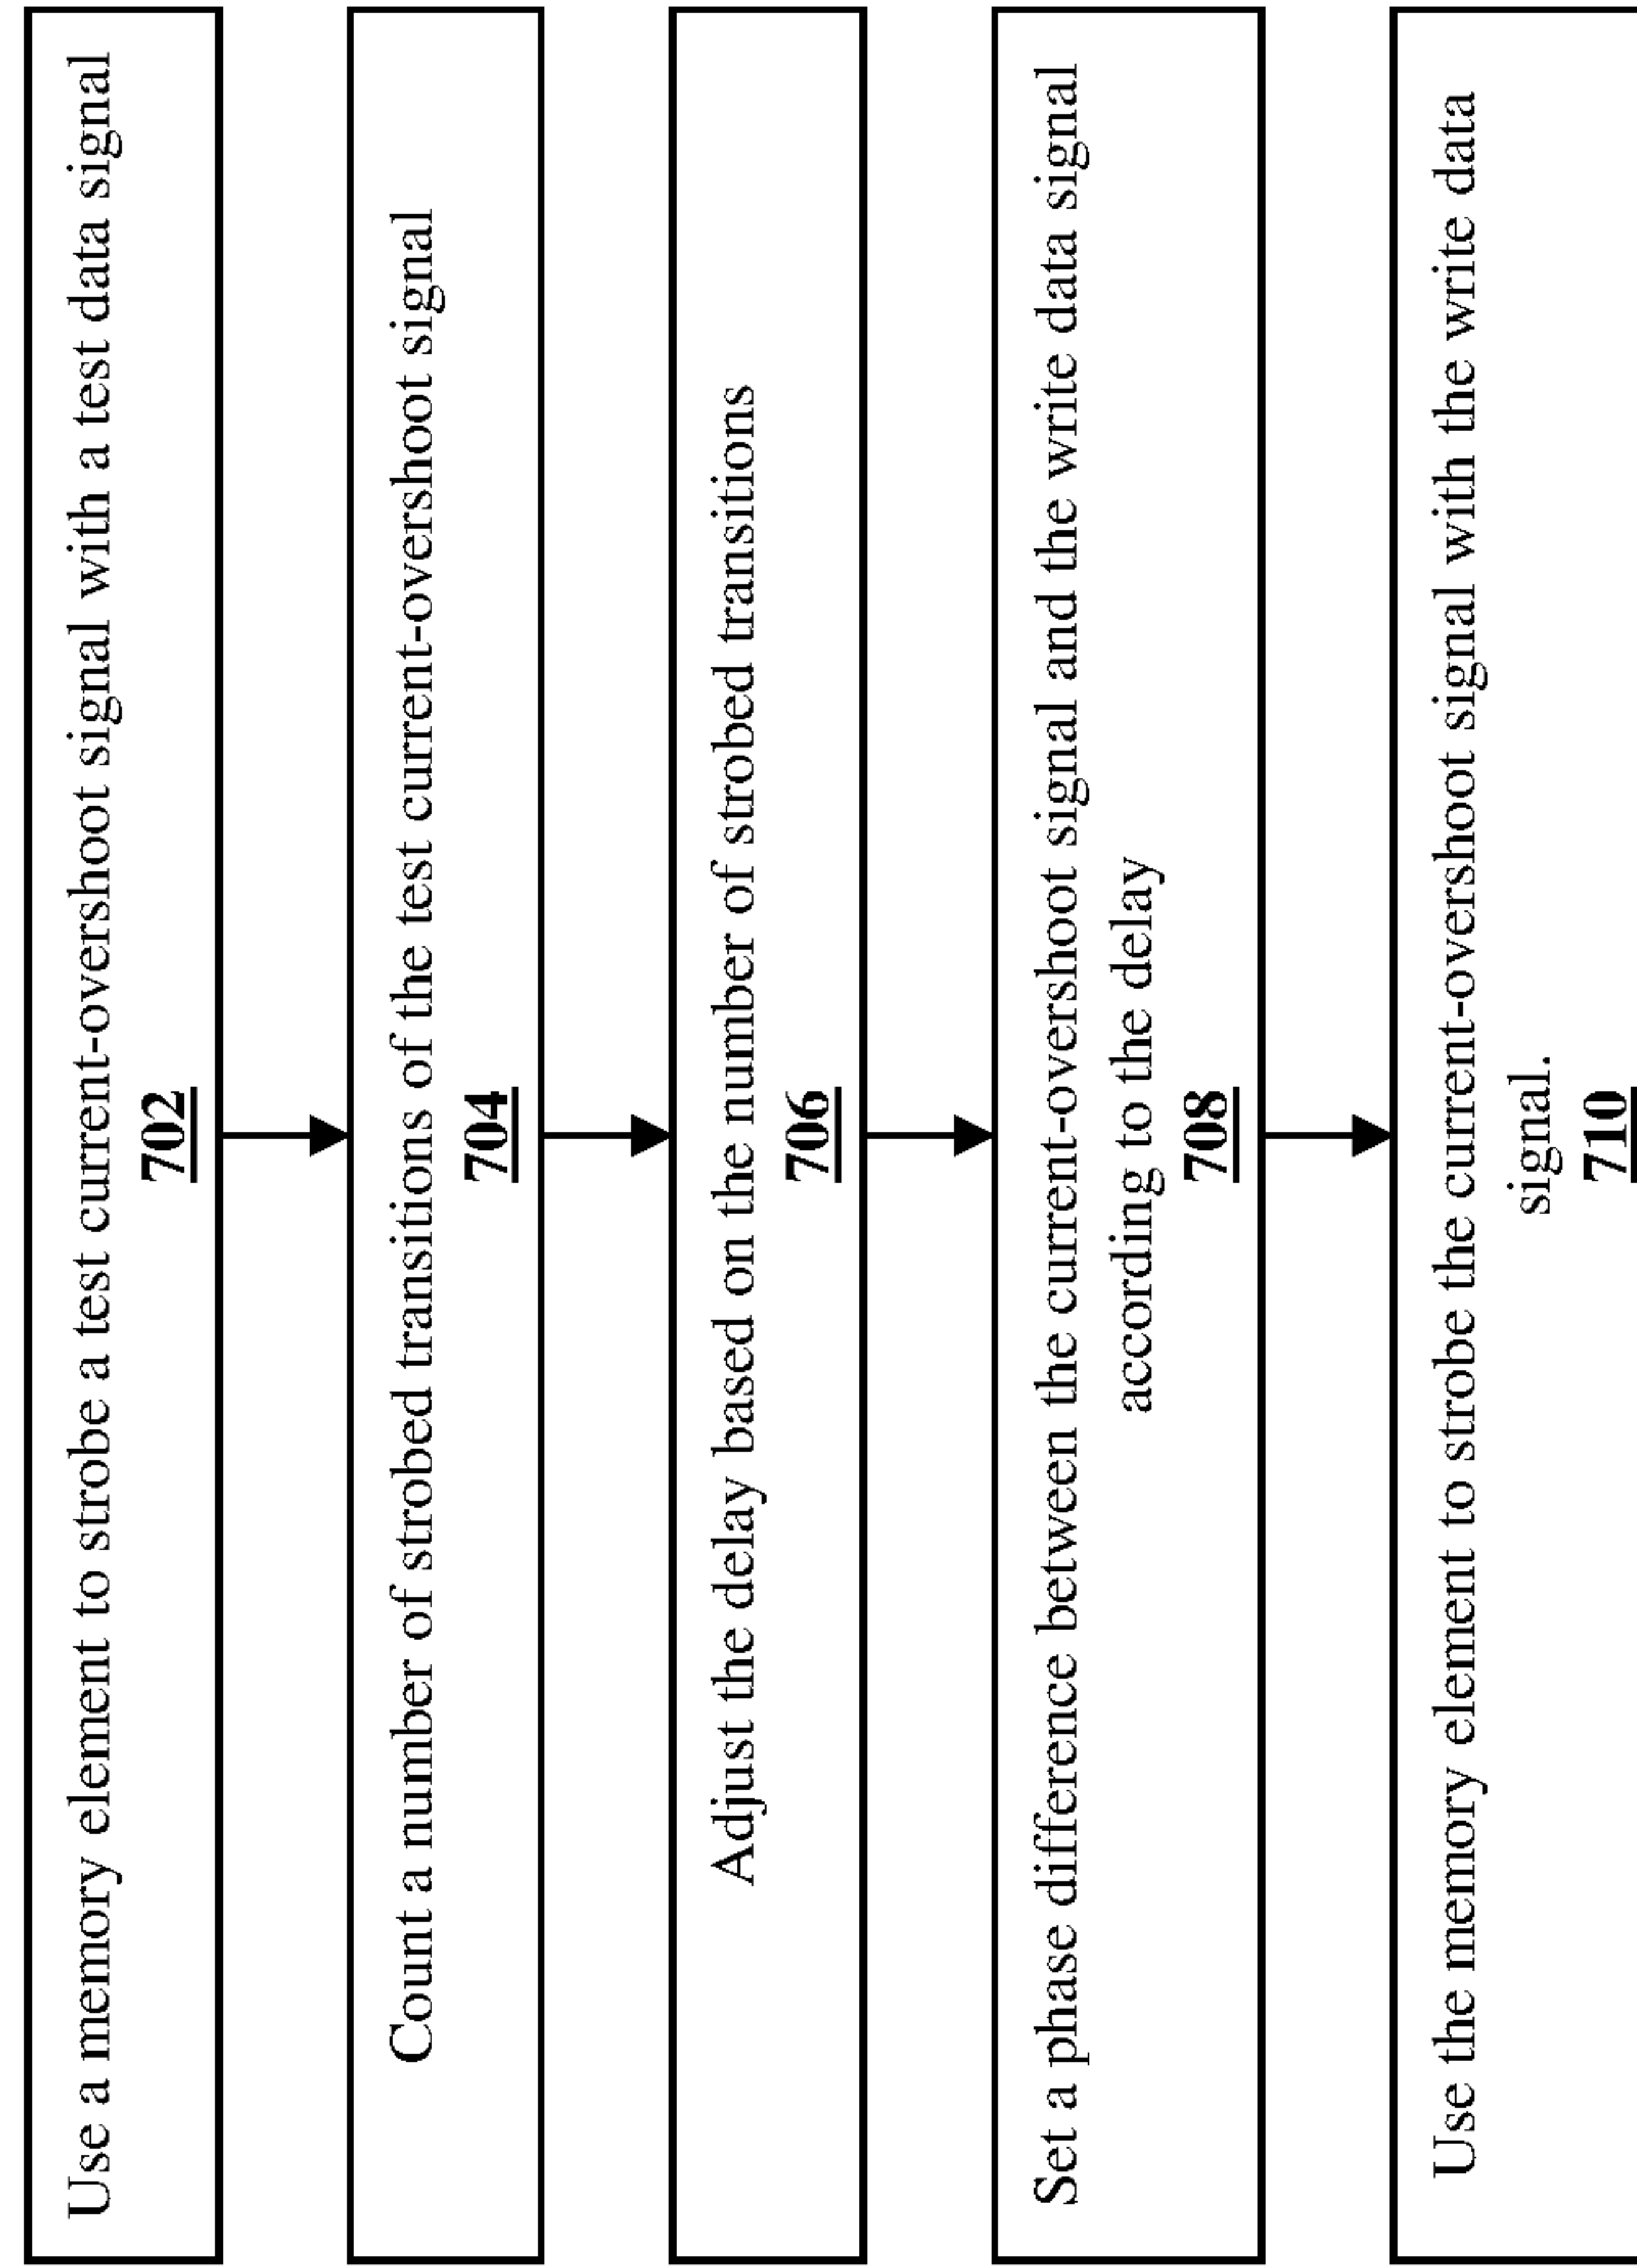 Use a memory element to strobe a test current-overshoot signal with a test data signal
702
Count a number of strobed transitions of the test current-overshoot signal
704
Adjust the delay based on the number of strobed transitions
706
Set a phase difference between the current-overshoot signal and the write data signal
according to the delay
708
Use the memory element to strobe the current-overshoot signal with the write data
signal.
710